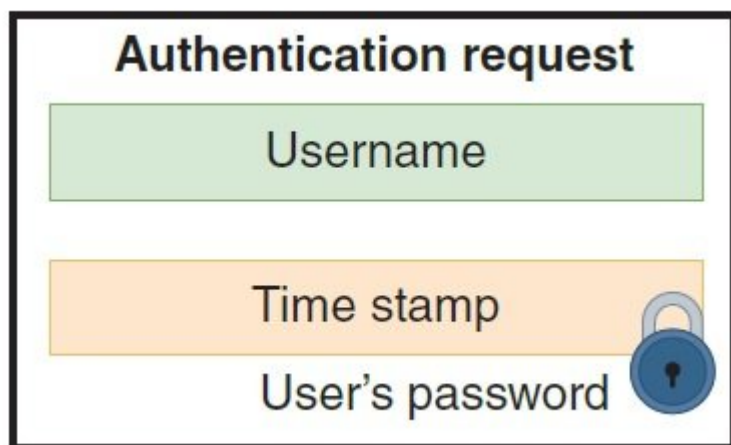 Authentication request
Username
Time stamp
User’s password